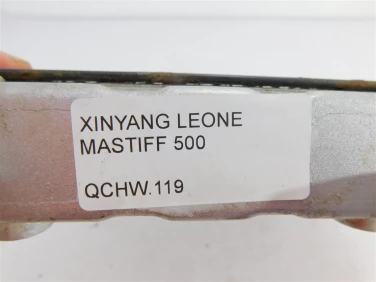 XINYANG LEONE
MASTIFF 500
QCHW.119